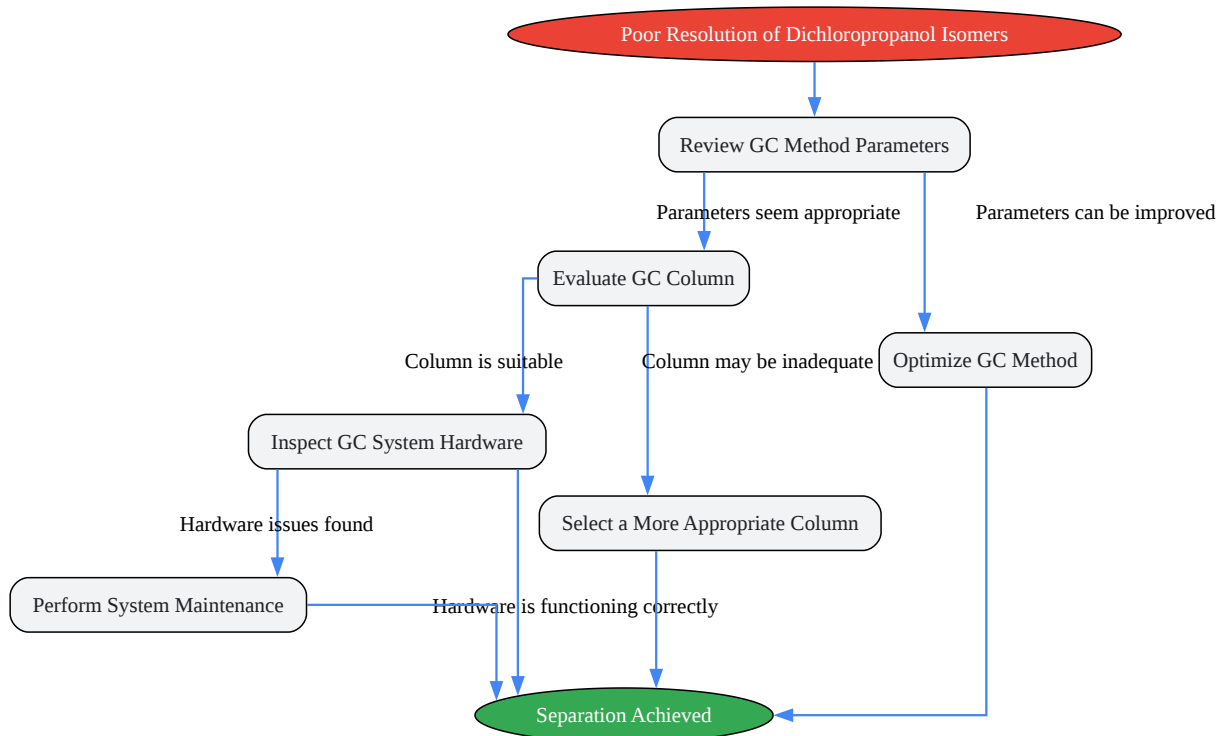 Poor Resolution of Dichloropropanol Isomers
Review GC Method Parameters
Parameters seem appropriate
Parameters can be improved
Evaluate GC Column
Column is suitable
Column may be inadequate
Optimize GC Method
Inspect GC System Hardware
Select a More Appropriate Column
Hardware issues found
Perform System Maintenance
Hardware is functioning correctly
Separation Achieved